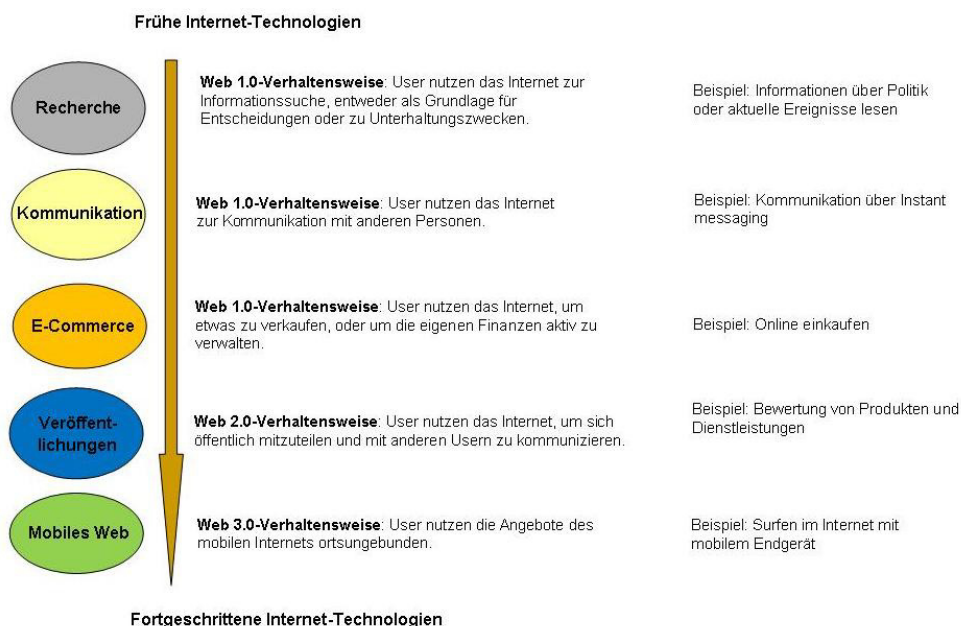 Frühe Internet-Technologien
Recherche
Web 1.0-Verhaltensweise: User nutzen das Internet zur
Informationssuche, entweder als Grundlage für
Entscheidungen oder zu Unterhaltungszwecken.
Beispiel: Informationen über Politik
oder aktuelle Ereignisse lesen
Kommunikation
Web 1.0-Verhaltensweise: User nutzen das Internet
zur Kommunikation mit anderen Personen.
Beispiel: Kommunikation über Instant
messaging
E-Commerce
Web 1.0-Verhaltensweise: User nutzen das Internet, um
etwas zu verkaufen, oder um die eigenen Finanzen aktiv zu
verwalten.
Beispiel: Online einkaufen
Veröffent-
lichungen
Web 2.0-Verhaltensweise: User nutzen das Internet, um sich
öffentlich mitzuteilen und mit anderen Usern zu kommunizieren.
Beispiel: Bewertung von Produkten und
Dienstleistungen
Mobiles Web
Web 3.0-Verhaltensweise: User nutzen die Angebote des
mobilen Internets ortsungebunden.
Beispiel: Surfen im Internet mit
mobilem Endgerät
Fortgeschrittene Internet-Technologien